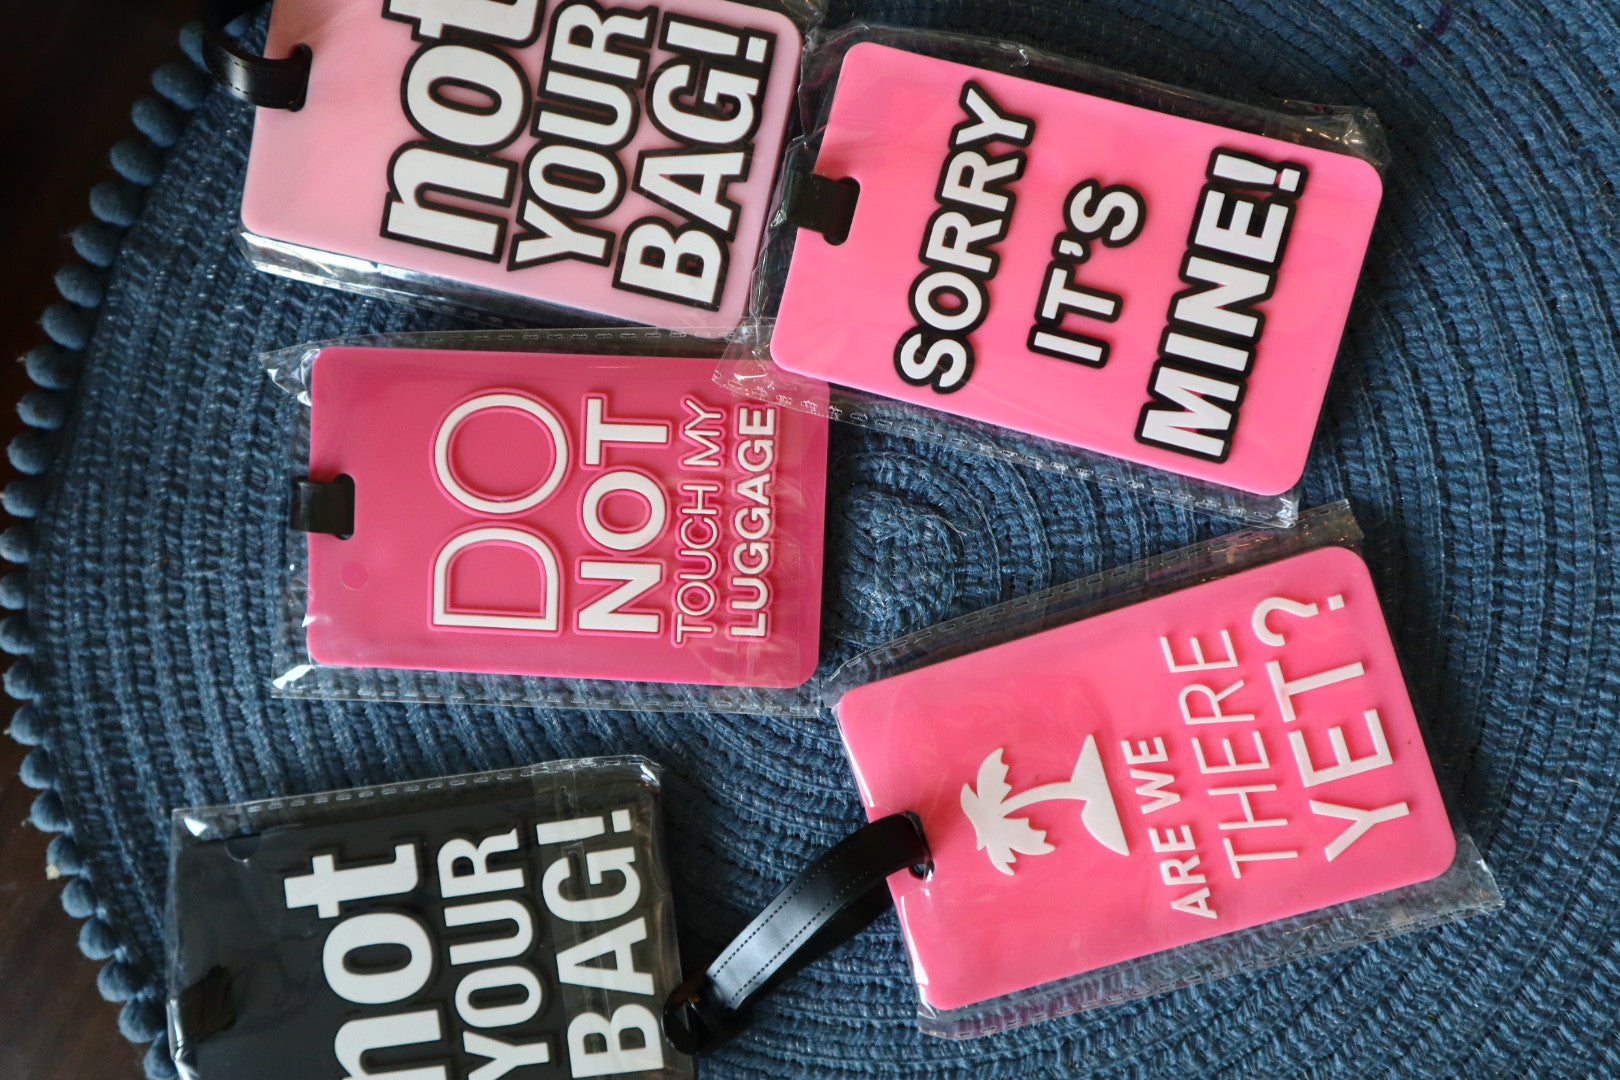 not
YOUR
BAG!
SORRY
IT'S
MINE!
DO
NOT
TOUCH MY
LUGGAGE
ARE WE
THERE
YET?
not
YOUR
BAG!